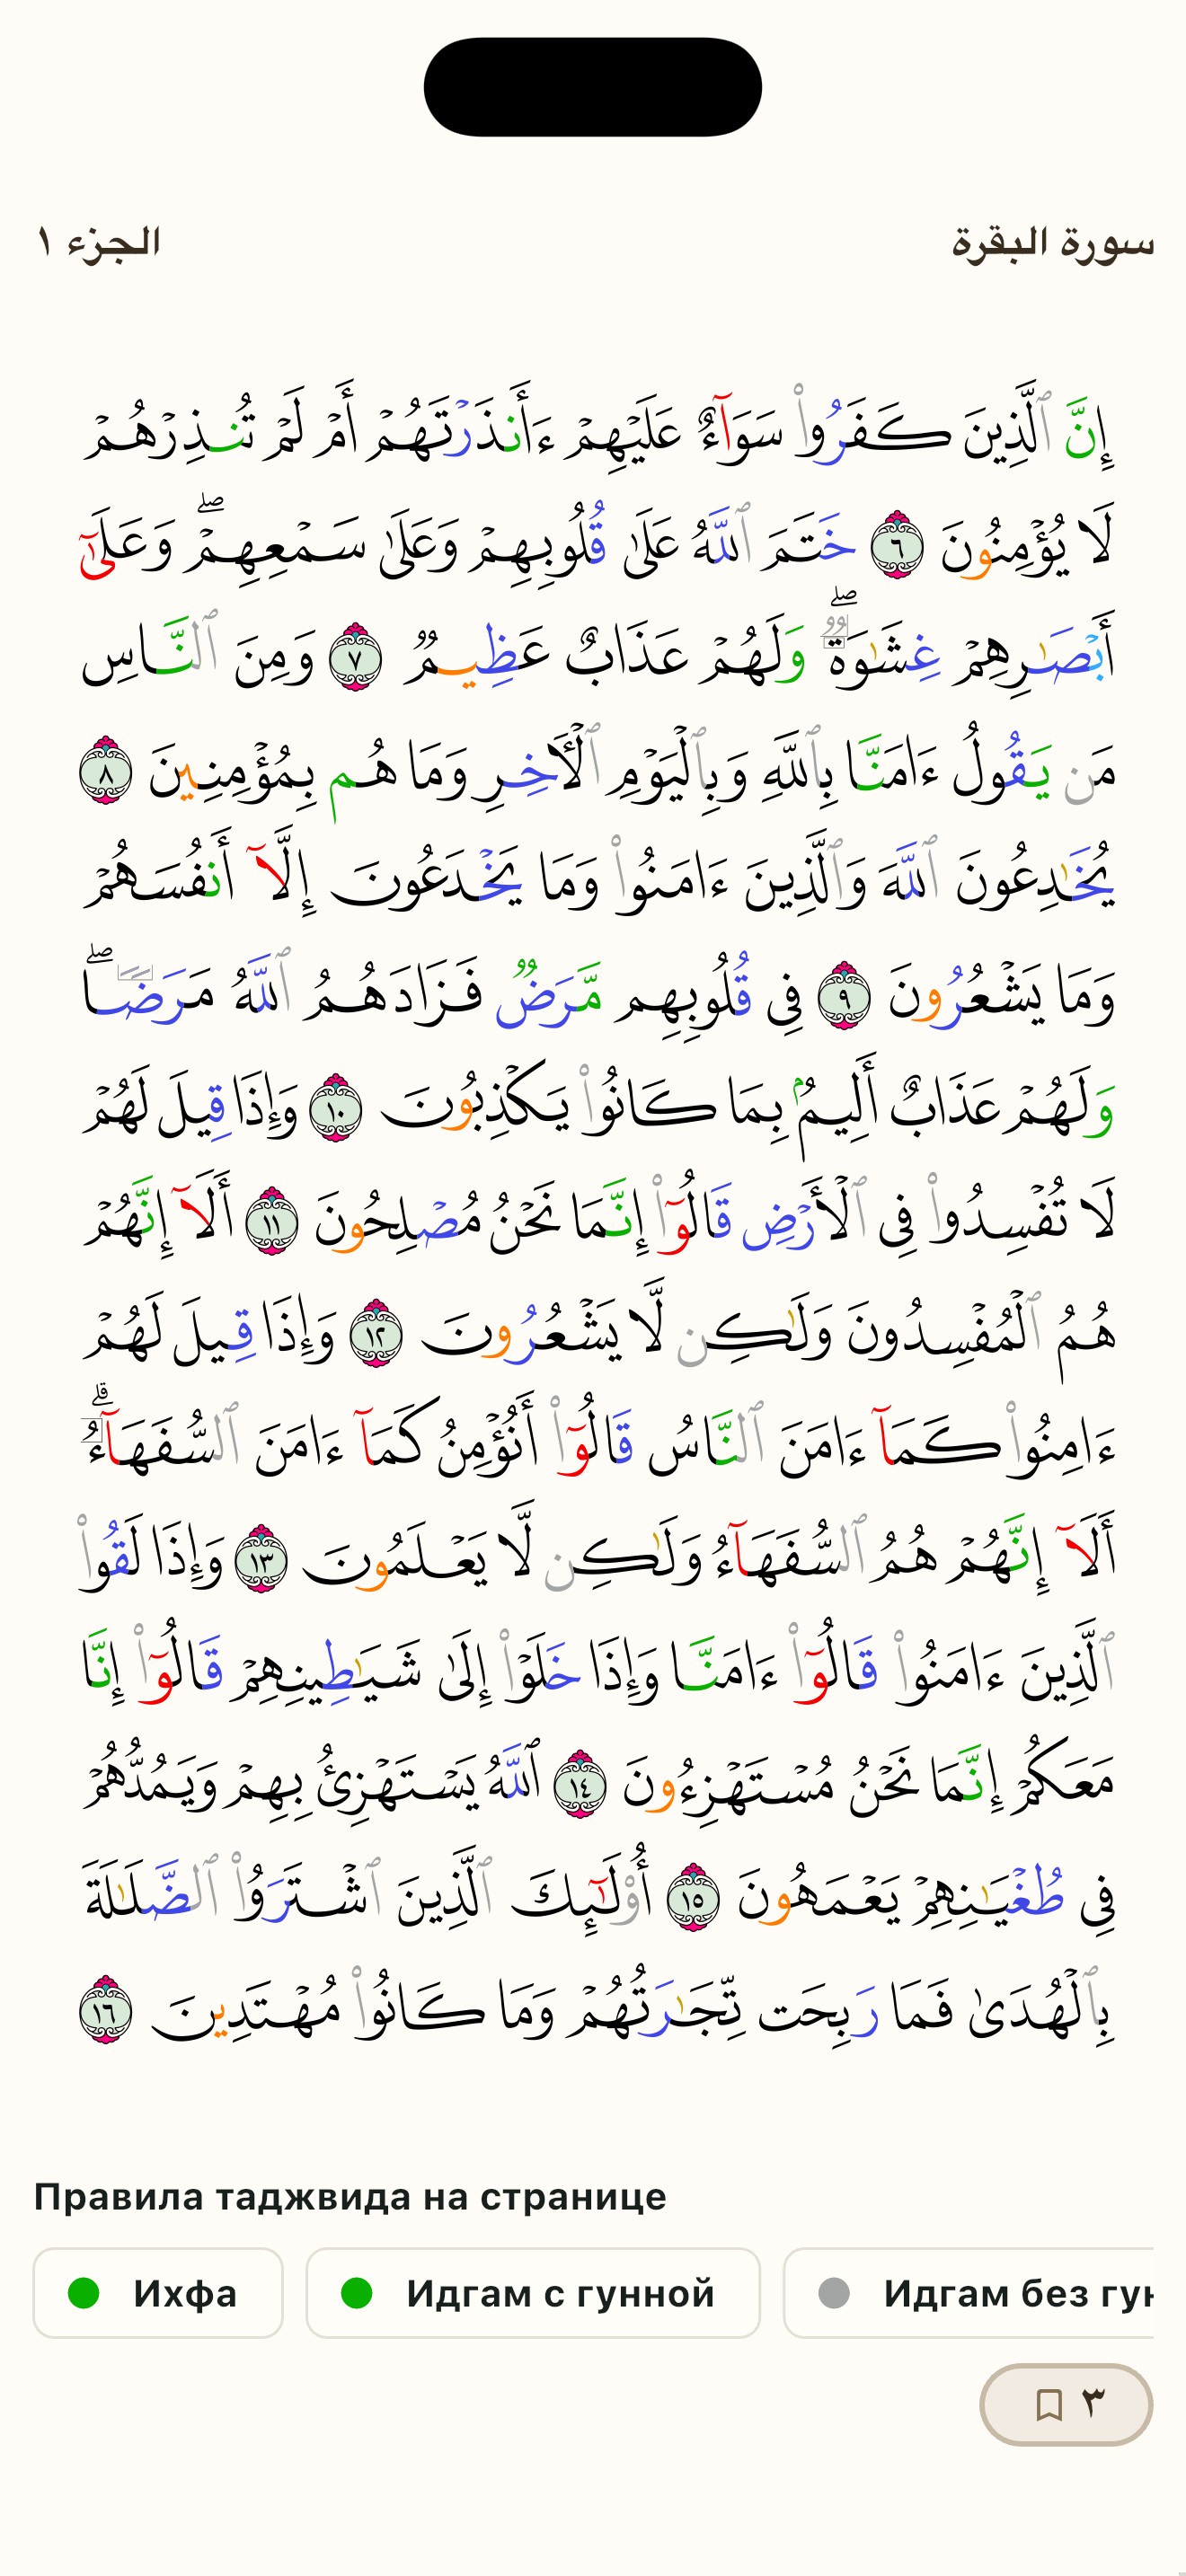 سورة البقرة
الجزء ١
إِنَّ ٱلَّذِينَ كَفَرُوا۟ سَوَآءٌ عَلَيْهِمْ ءَأَنذَرْتَهُمْ أَمْ لَمْ تُنذِرْهُمْ
لَا يُؤْمِنُونَ ٦ خَتَمَ ٱللَّهُ عَلَىٰ قُلُوبِهِمْ وَعَلَىٰ سَمْعِهِمْ ۖ وَعَلَىٰٓ
أَبْصَـٰرِهِمْ غِشَـٰوَةٌ ۖ وَلَهُمْ عَذَابٌ عَظِيمٌ ٧ وَمِنَ ٱلنَّاسِ
مَن يَقُولُ ءَامَنَّا بِٱللَّهِ وَبِٱلْيَوْمِ ٱلْـَٔاخِرِ وَمَا هُم بِمُؤْمِنِينَ ٨
يُخَـٰدِعُونَ ٱللَّهَ وَٱلَّذِينَ ءَامَنُوا۟ وَمَا يَخْدَعُونَ إِلَّآ أَنفُسَهُمْ
وَمَا يَشْعُرُونَ ٩ فِى قُلُوبِهِم مَّرَضٌ فَزَادَهُمُ ٱللَّهُ مَرَضًا ۖ
وَلَهُمْ عَذَابٌ أَلِيمٌۢ بِمَا كَانُوا۟ يَكْذِبُونَ ١٠ وَإِذَا قِيلَ لَهُمْ
لَا تُفْسِدُوا۟ فِى ٱلْأَرْضِ قَالُوٓا۟ إِنَّمَا نَحْنُ مُصْلِحُونَ ١١ أَلَآ إِنَّهُمْ
هُمُ ٱلْمُفْسِدُونَ وَلَـٰكِن لَّا يَشْعُرُونَ ١٢ وَإِذَا قِيلَ لَهُمْ
ءَامِنُوا۟ كَمَآ ءَامَنَ ٱلنَّاسُ قَالُوٓا۟ أَنُؤْمِنُ كَمَآ ءَامَنَ ٱلسُّفَهَآءُ ۗ
أَلَآ إِنَّهُمْ هُمُ ٱلسُّفَهَآءُ وَلَـٰكِن لَّا يَعْلَمُونَ ١٣ وَإِذَا لَقُوا۟
ٱلَّذِينَ ءَامَنُوا۟ قَالُوٓا۟ ءَامَنَّا وَإِذَا خَلَوْا۟ إِلَىٰ شَيَـٰطِينِهِمْ قَالُوٓا۟ إِنَّا
مَعَكُمْ إِنَّمَا نَحْنُ مُسْتَهْزِءُونَ ١٤ ٱللَّهُ يَسْتَهْزِئُ بِهِمْ وَيَمُدُّهُمْ
فِى طُغْيَـٰنِهِمْ يَعْمَهُونَ ١٥ أُو۟لَـٰٓئِكَ ٱلَّذِينَ ٱشْتَرَوُا۟ ٱلضَّلَـٰلَةَ
بِٱلْهُدَىٰ فَمَا رَبِحَت تِّجَـٰرَتُهُمْ وَمَا كَانُوا۟ مُهْتَدِينَ ١٦
Правила таджвида на странице
Ихфа
Идгам с гунной
Идгам без гун
٣